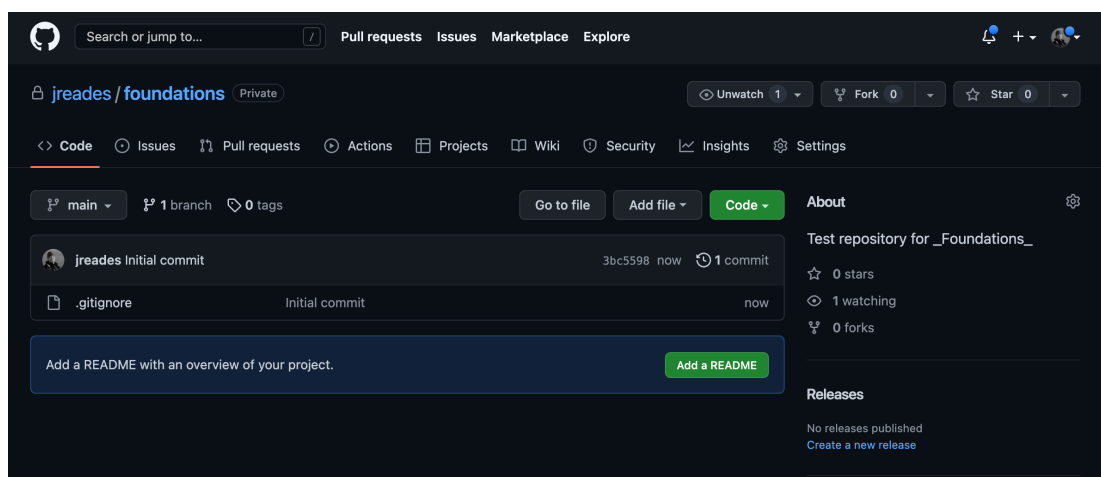 Search or jump to... / Pull requests Issues Marketplace Explore
jreades / foundations Private Unwatch 1 Fork 0 Star 0
<> Code Issues Pull requests Actions Projects Wiki Security Insights Settings
main 1 branch 0 tags Go to file Add file Code
jreades Initial commit 3bc5598 now 1 commit
.gitignore Initial commit now
Add a README with an overview of your project. Add a README
About
Test repository for _Foundations_
0 stars
1 watching
0 forks
Releases
No releases published
Create a new release